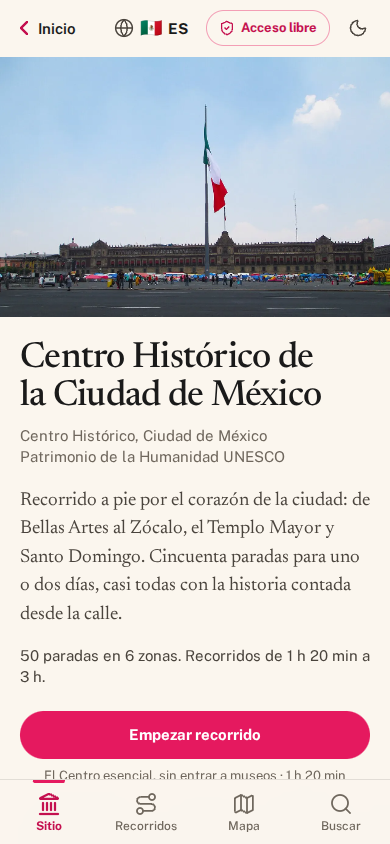 Inicio
ES
Acceso libre
Centro Histórico de
la Ciudad de México
Centro Histórico, Ciudad de México
Patrimonio de la Humanidad UNESCO
Recorrido a pie por el corazón de la ciudad: de
Bellas Artes al Zócalo, el Templo Mayor y
Santo Domingo. Cincuenta paradas para uno
o dos días, casi todas con la historia contada
desde la calle.
50 paradas en 6 zonas. Recorridos de 1 h 20 min a
3 h.
Empezar recorrido
El Centro esencial, sin entrar a museos · 1 h 20 min
Sitio
Recorridos
Mapa
Buscar